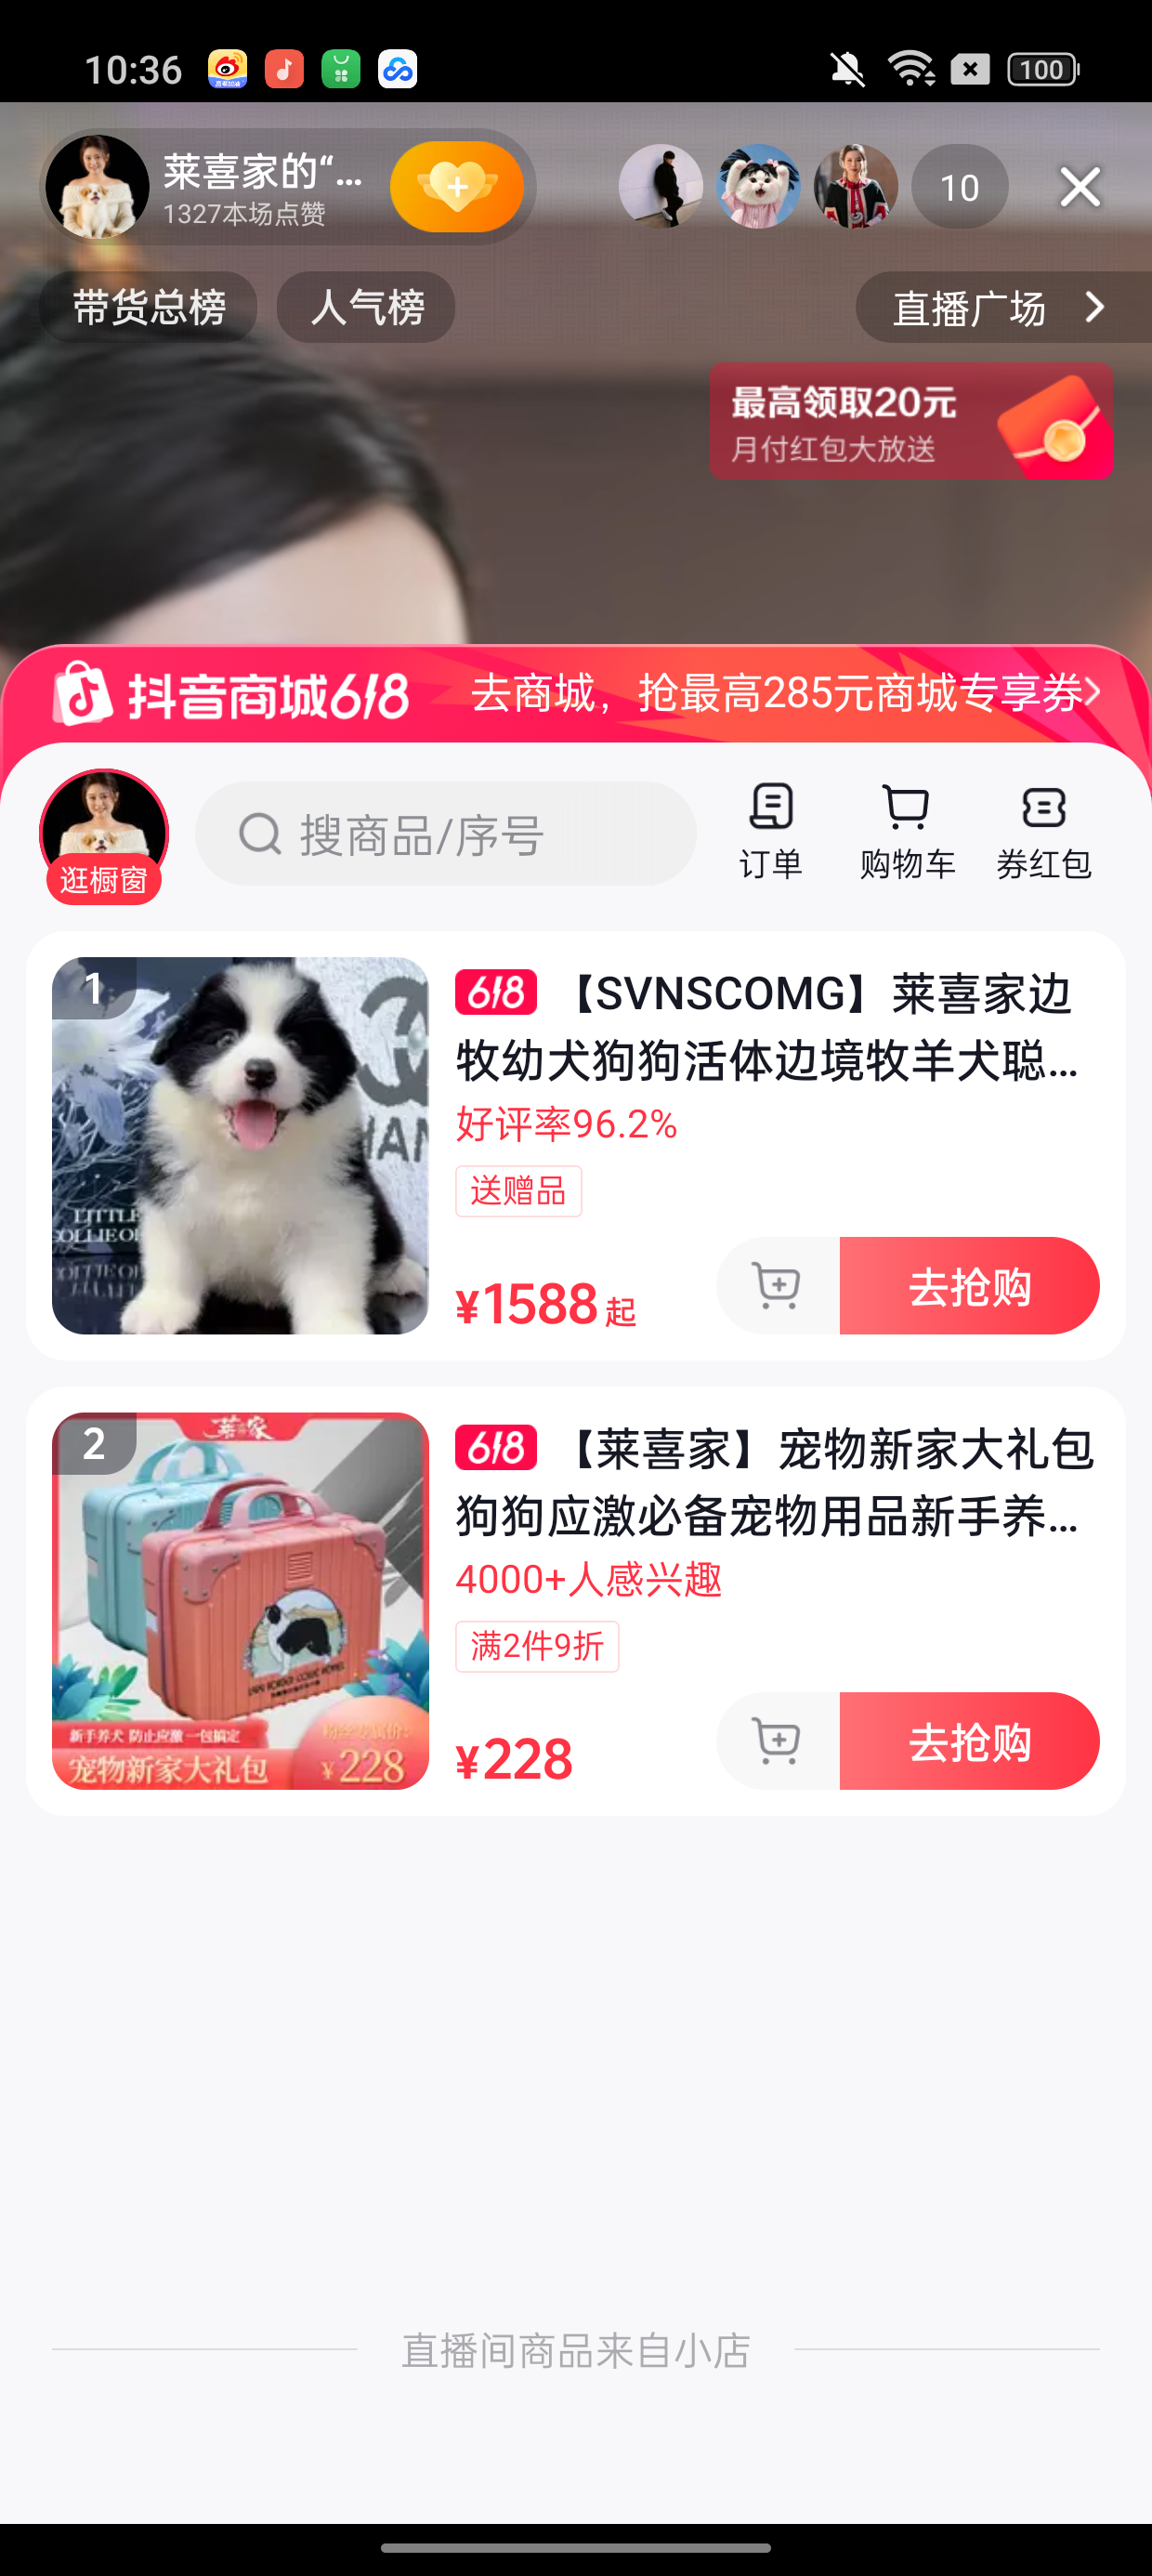 10:36
100
莱喜家的“...
1327本场点赞
10
带货总榜
人气榜
直播广场
最高领取20元
月付红包大放送
抖音商城618
去商城，抢最高285元商城专享券
逛橱窗
搜商品/序号
订单
购物车
券红包
1
LITTLE
618 【SVNSCOMG】莱喜家边
牧幼犬狗狗活体边境牧羊犬聪...
好评率96.2%
送赠品
¥1588起
去抢购
2
莱喜家
新手养犬 防止应激 一包搞定
宠物新家大礼包
¥228
618 【莱喜家】宠物新家大礼包
狗狗应激必备宠物用品新手养...
4000+人感兴趣
满2件9折
¥228
去抢购
直播间商品来自小店